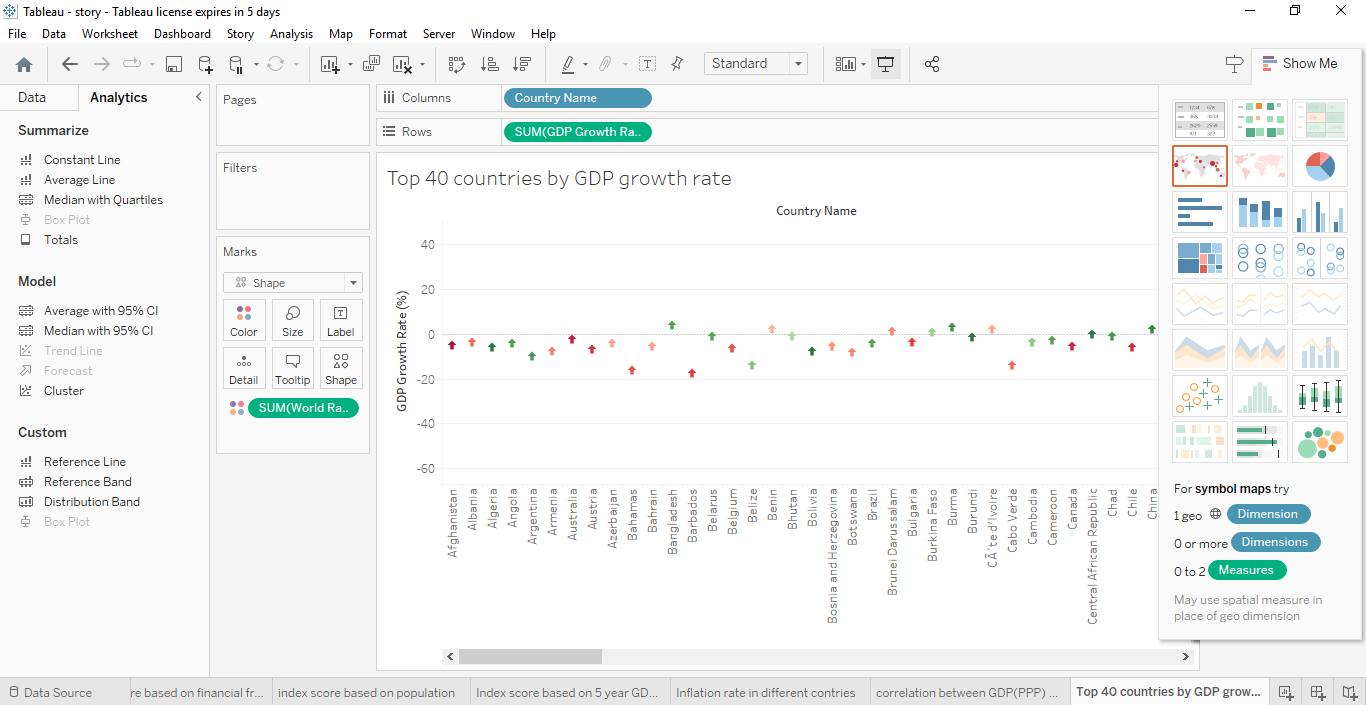 Tableau - story - Tableau license expires in 5 days
File Data Worksheet Dashboard Story Analysis Map Format Server Window Help
Standard
Show Me
Data Analytics
Summarize
Constant Line
Average Line
Median with Quartiles
Box Plot
Totals
Model
Average with 95% CI
Median with 95% CI
Trend Line
Forecast
Cluster
Custom
Reference Line
Reference Band
Distribution Band
Box Plot
Pages
Filters
Marks
Shape
Color Size Label
Detail Tooltip Shape
SUM(World Ra..
Columns Country Name
Rows SUM(GDP Growth Ra..
Top 40 countries by GDP growth rate
Country Name
GDP Growth Rate (%)
40
20
0
-20
-40
-60
Afghanistan
Albania
Algeria
Angola
Argentina
Armenia
Australia
Austria
Azerbaijan
Bahamas
Bahrain
Bangladesh
Barbados
Belarus
Belgium
Belize
Benin
Bhutan
Bolivia
Bosnia and Herzegovina
Botswana
Brazil
Brunei Darussalam
Bulgaria
Burkina Faso
Burma
Burundi
CÃ´te d'Ivoire
Cabo Verde
Cambodia
Cameroon
Canada
Central African Republic
Chad
Chile
China
For symbol maps try
1 geo Dimension
0 or more Dimensions
0 to 2 Measures
May use spatial measure in
place of geo dimension
Data Source re based on financial fr... index score based on population Index score based on 5 year GD... Inflation rate in different contries correlation between GDP(PPP) ... Top 40 countries by GDP grow...